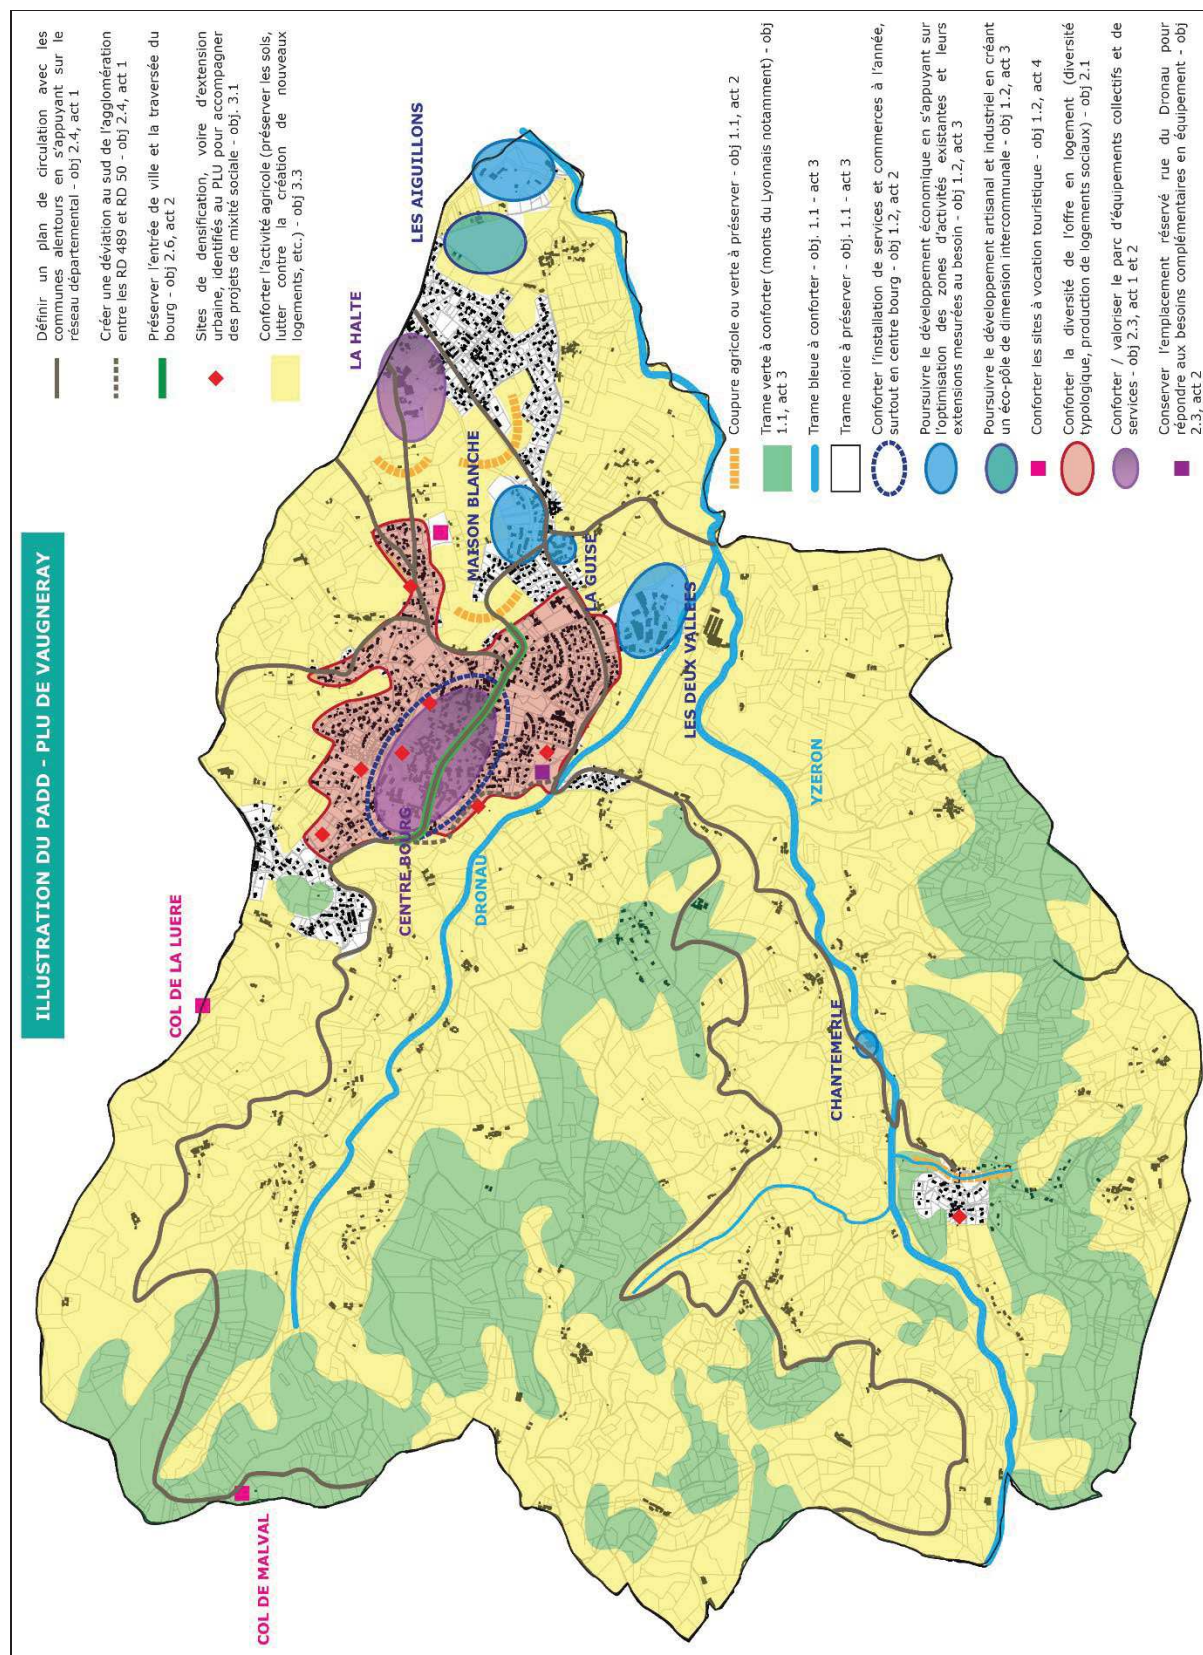 ILLUSTRATION DU PADD - PLU DE VAUGNERAY
COL DE MALVAL
COL DE LA LUERE
CENTRE BOURG
DRONAU
MAISON BLANCHE
LA GUISE
LA HALTE
LES AIGUILLONS
LES DEUX VALLEES
YZERON
CHANTEMERLE
Définir un plan de circulation avec les
communes alentours en s'appuyant sur le
réseau départemental - obj 2.4, act 1
Créer une déviation au sud de l'agglomération
entre les RD 489 et RD 50 - obj 2.4, act 1
Préserver l'entrée de ville et la traversée du
bourg - obj 2.6, act 2
Sites de densification, voire d'extension
urbaine, identifiés au PLU pour accompagner
des projets de mixité sociale - obj. 3.1
Conforter l'activité agricole (préserver les sols,
lutter contre la création de nouveaux
logements, etc.) - obj 3.3
Coupure agricole ou verte à préserver - obj 1.1, act 2
Trame verte à conforter (monts du Lyonnais notamment) - obj
1.1, act 3
Trame bleue à conforter - obj. 1.1 - act 3
Trame noire à préserver - obj. 1.1 - act 3
Conforter l'installation de services et commerces à l'année,
surtout en centre bourg - obj 1.2, act 2
Poursuivre le développement économique en s'appuyant sur
l'optimisation des zones d'activités existantes et leurs
extensions mesurées au besoin - obj 1.2, act 3
Poursuivre le développement artisanal et Industriel en créant
un éco-pôle de dimension intercommunale - obj 1.2, act 3
Conforter les sites à vocation touristique - obj 1.2, act 4
Conforter la diversité de l'offre en logement (diversité
typologique, production de logements sociaux) - obj 2.1
Conforter / valoriser le parc d'équipements collectifs et de
services - obj 2.3, act 1 et 2
Conserver l'emplacement réservé rue du Dronau pour
répondre aux besoins complémentaires en équipement - obj
2.3, act 2